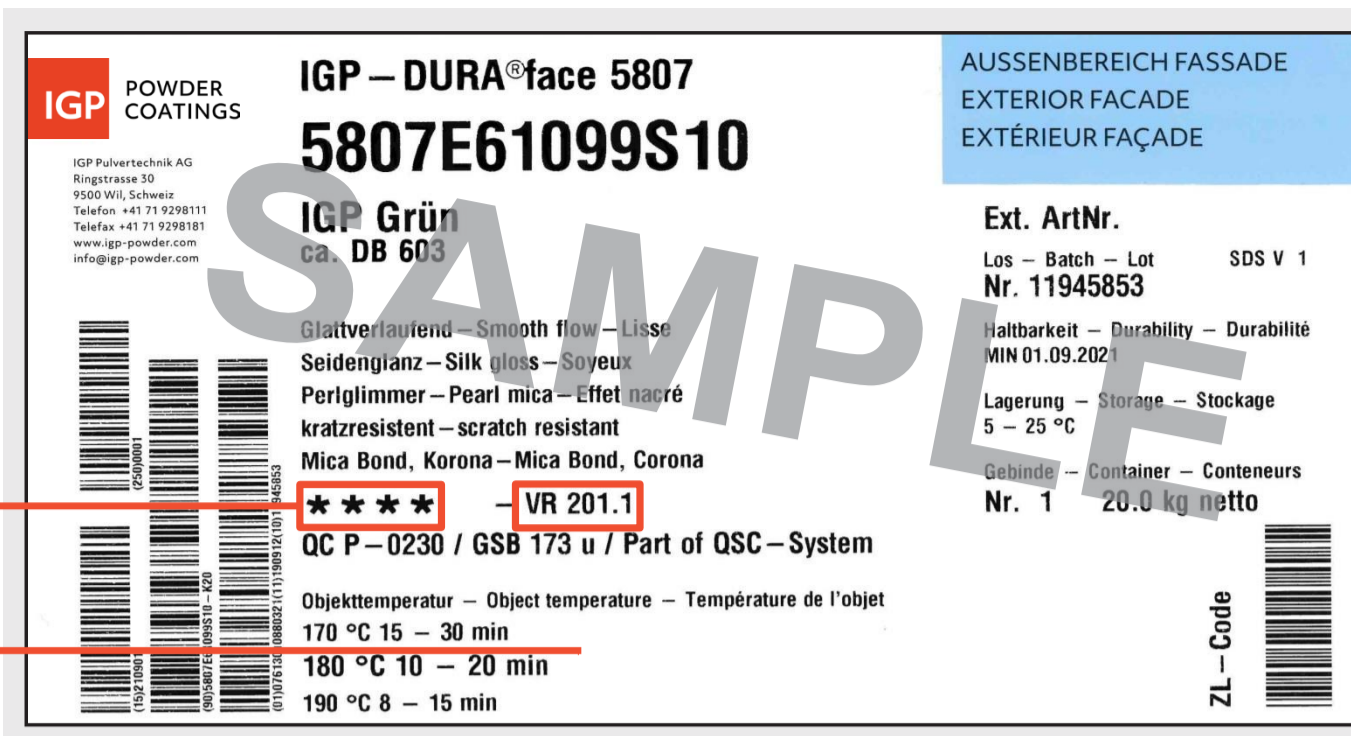 IGP
POWDER
COATINGS
IGP Pulvertechnik AG
Ringstrasse 30
9500 Wil, Schweiz
Telefon +41 71 9298111
Telefax +41 71 9298181
www.igp-powder.com
info@igp-powder.com
IGP – DURA®face 5807
5807E61099S10
IGP Grün
ca. DB 603
Glattverlaufend – Smooth flow – Lisse
Seidenglanz – Silk gloss – Soyeux
Perlglimmer – Pearl mica – Effet nacré
kratzresistent – scratch resistant
Mica Bond, Korona – Mica Bond, Corona
**** – VR 201.1
QC P – 0230 / GSB 173 u / Part of QSC – System
Objekttemperatur – Object temperature – Température de l'objet
170 °C 15 – 30 min
180 °C 10 – 20 min
190 °C 8 – 15 min
AUSSENBEREICH FASSADE
EXTERIOR FACADE
EXTÉRIEUR FAÇADE
Ext. ArtNr.
Los – Batch – Lot SDS V 1
Nr. 11945853
Haltbarkeit – Durability – Durabilité
MIN 01.09.2021
Lagerung – Storage – Stockage
5 – 25 °C
Gebinde – Container – Conteneurs
Nr. 1 20.0 kg netto
ZL – Code
(250)0001
(15)210901
SAMPLE